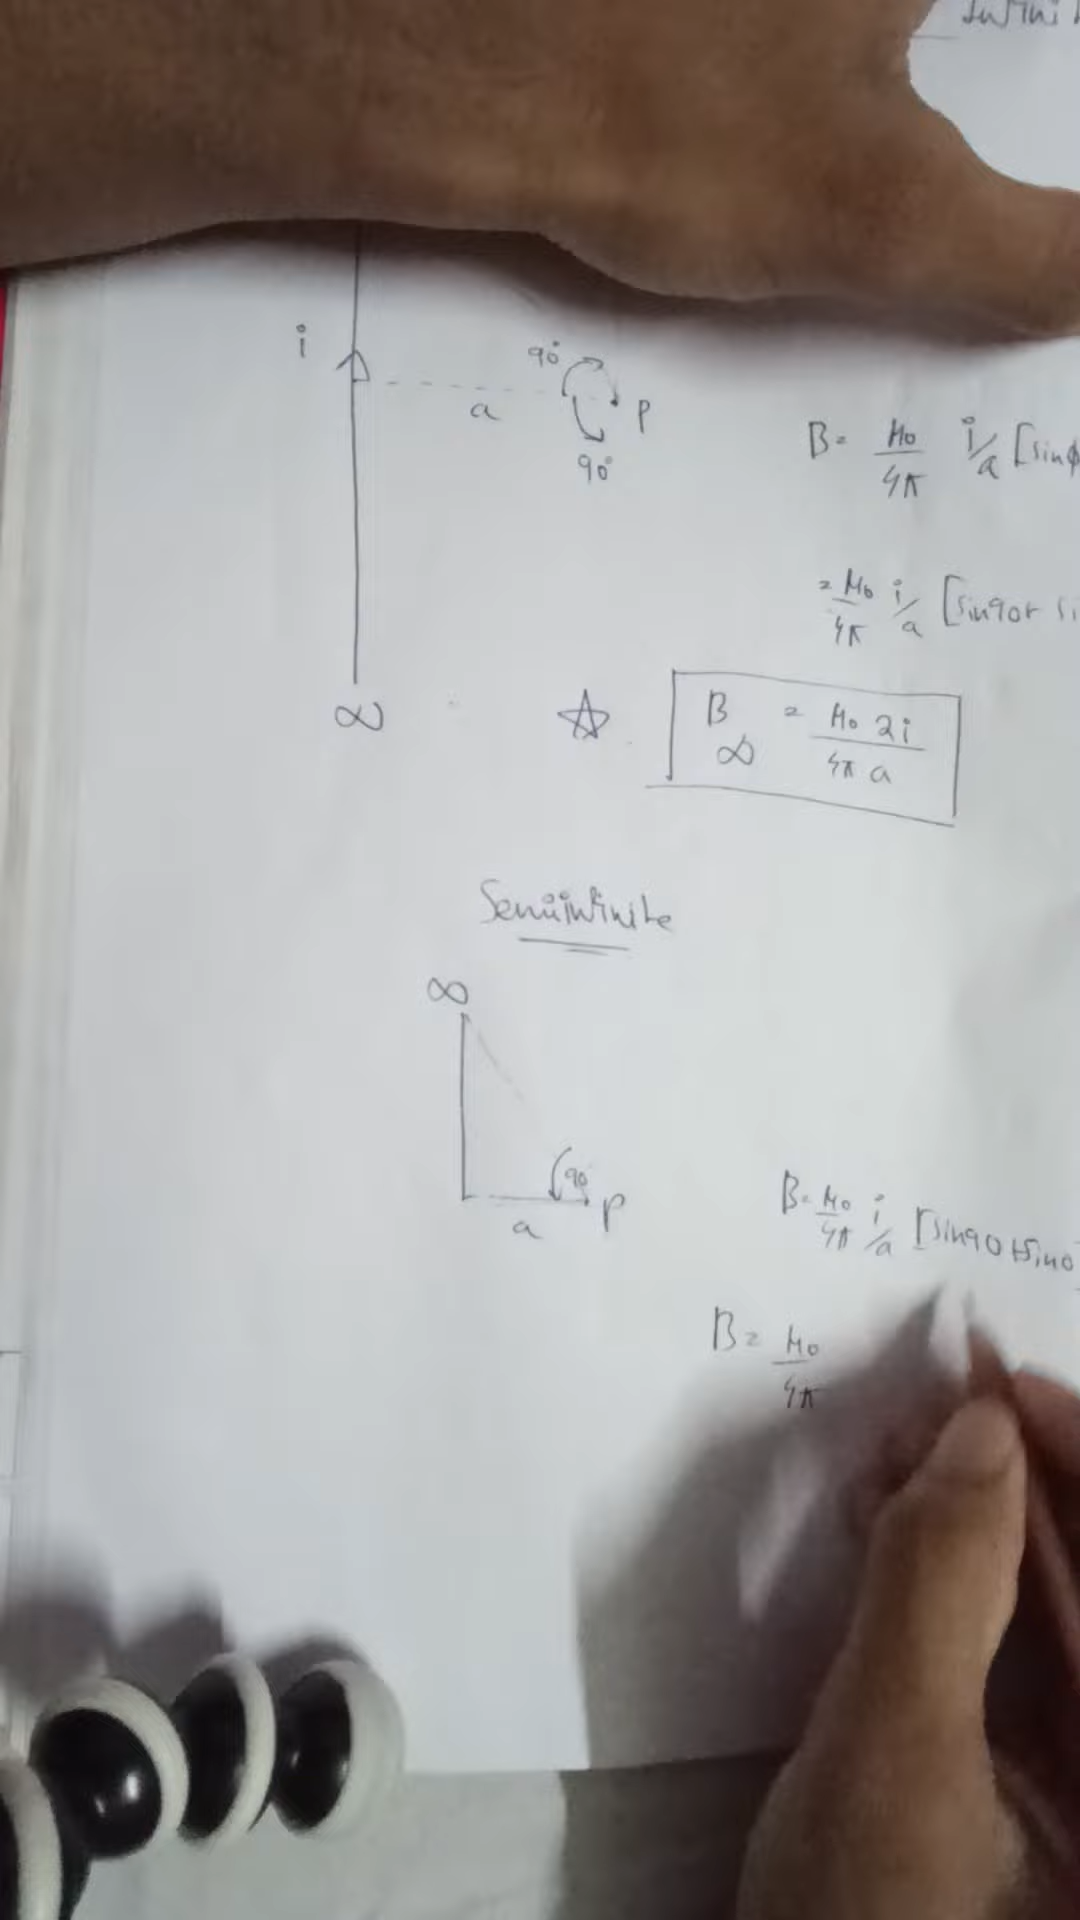 i
90°
a
P
90°
B = μ₀/4π i/a [sinϕ
= μ₀/4π i/a [sin90+ si
∞
☆
B∞ = μ₀ 2i/4π a
Semiinfinite
∞
90
a
P
B = μ₀/4π i/a [sin90+sin0]
B = μ₀/4π